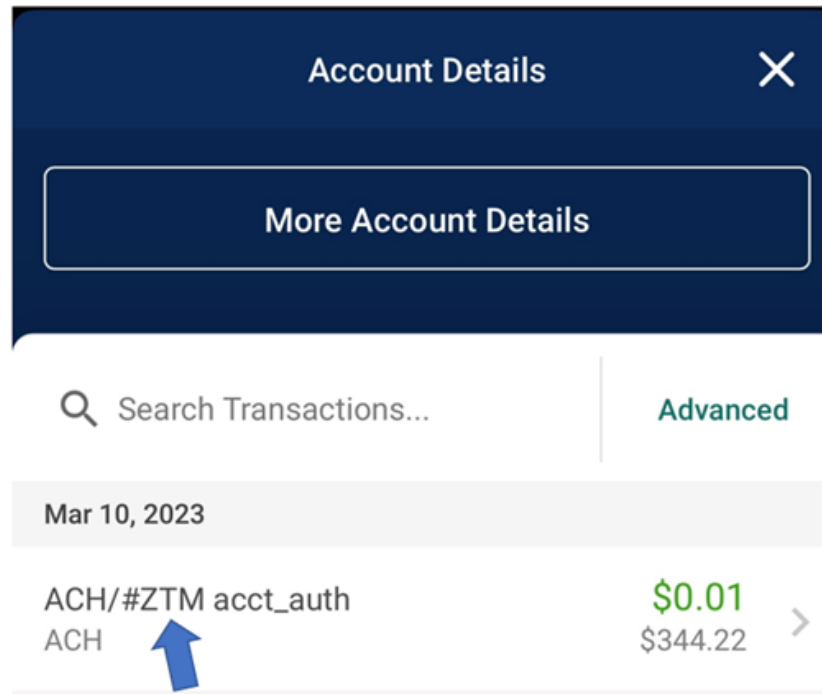 Account Details
More Account Details
Search Transactions...
Advanced
Mar 10, 2023
ACH/#ZTM acct_auth
$0.01
ACH
$344.22